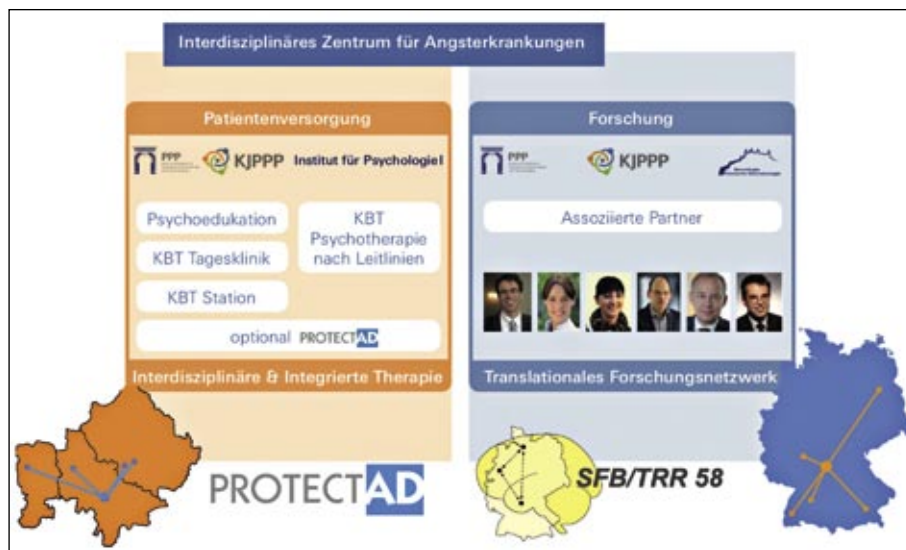 Interdisziplinäres Zentrum für Angsterkrankungen
Patientenversorgung
PPP
KJPPP
Institut für Psychologiel
Psychoedukation
KBT Tagesklinik
KBT Station
KBT
Psychotherapie
nach Leitlinien
optional PROTECTAD
Interdisziplinäre & Integrierte Therapie
Forschung
PPP
KJPPP
Assoziierte Partner
Translationales Forschungsnetzwerk
PROTECTAD
SFB/TRR 58